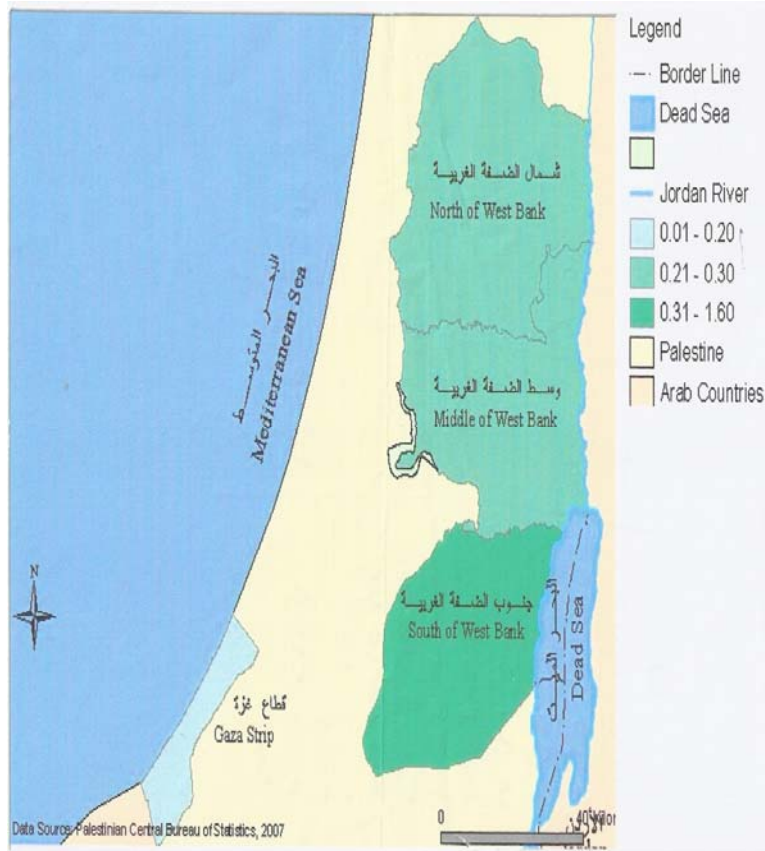 Legend
Border Line
Dead Sea
Jordan River
0.01 - 0.20
0.21 - 0.30
0.31 - 1.60
Palestine
Arab Countries
شمال الضفة الغربية
North of West Bank
البحر المتوسط
Mediterranean Sea
وسط الضفة الغربية
Middle of West Bank
جنوب الضفة الغربية
South of West Bank
البحر الميت
Dead Sea
N
قطاع غزة
Gaza Strip
0
Data Source: Palestinian Central Bureau of Statistics, 2007